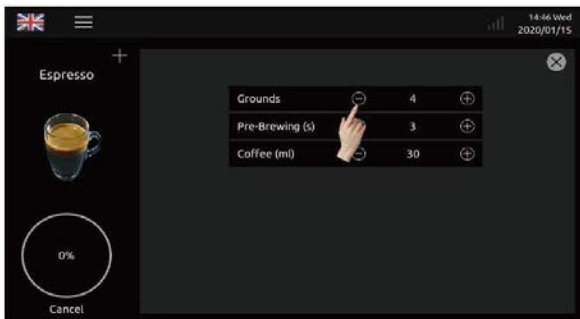 14:46 Wed
2020/01/15
Espresso
Grounds 4
Pre-Brewing (s) 3
Coffee (ml) 30
0%
Cancel